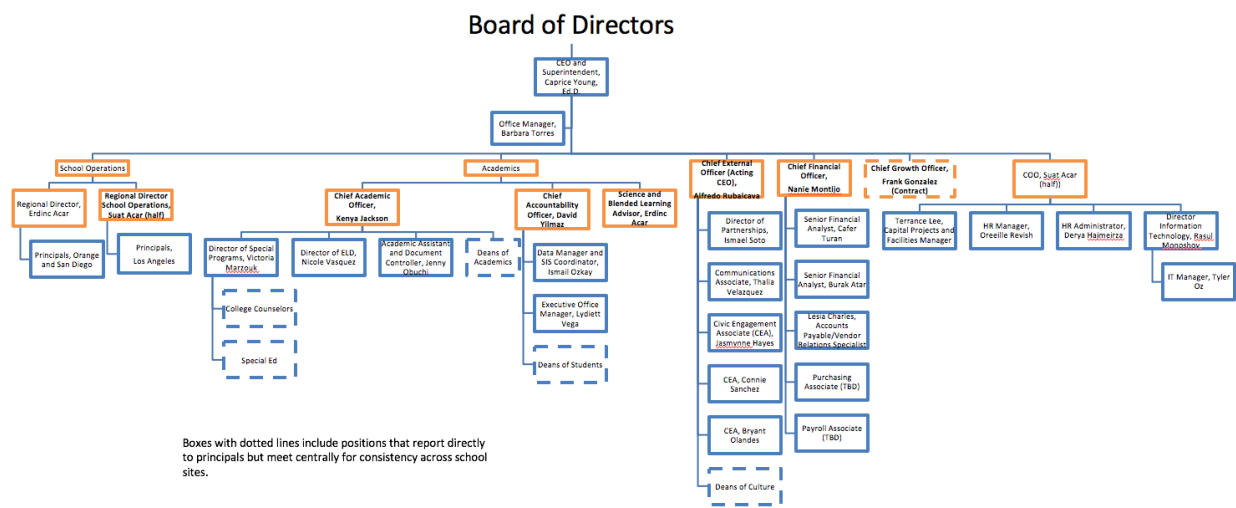 Board of Directors
CEO and
Superintendent,
Caprice Young,
Ed.D.
Office Manager,
Barbara Torres
School Operations
Academics
Chief External
Officer (Acting
CEO),
Alfredo Rubalcava
Chief Financial
Officer,
Nanie Montijo
Chief Growth Officer,
Frank Gonzalez
(Contract)
COO, Suat Acar
(half))
Regional Director,
Erdinc Acar
Regional Director
School Operations,
Suat Acar (half)
Chief Academic
Officer,
Kenya Jackson
Chief
Accountability
Officer, David
Yilmaz
Science and
Blended Learning
Advisor, Erdinc
Acar
Principals, Orange
and San Diego
Principals,
Los Angeles
Director of Special
Programs, Victoria
Marzouk
Director of ELD,
Nicole Vasquez
Academic Assistant
and Document
Controller, Jenny
Obuchi
Deans of
Academics
College Counselors
Special Ed
Data Manager and
SIS Coordinator,
Ismail Ozkay
Executive Office
Manager, Lydiett
Vega
Deans of Students
Director of
Partnerships,
Ismael Soto
Communications
Associate, Thalia
Velazquez
Civic Engagement
Associate (CEA),
Jasmynne Hayes
CEA, Connie
Sanchez
CEA, Bryant
Olandes
Deans of Culture
Senior Financial
Analyst, Cafer
Turan
Senior Financial
Analyst, Burak Atar
Lesia Charles,
Accounts
Payable/Vendor
Relations Specialist
Purchasing
Associate (TBD)
Payroll Associate
(TBD)
Terrance Lee,
Capital Projects and
Facilities Manager
HR Manager,
Oreeille Revish
HR Administrator,
Derya Hajmeirza
Director
Information
Technology, Rasul
Monoshov
IT Manager, Tyler
Oz
Boxes with dotted lines include positions that report directly
to principals but meet centrally for consistency across school
sites.